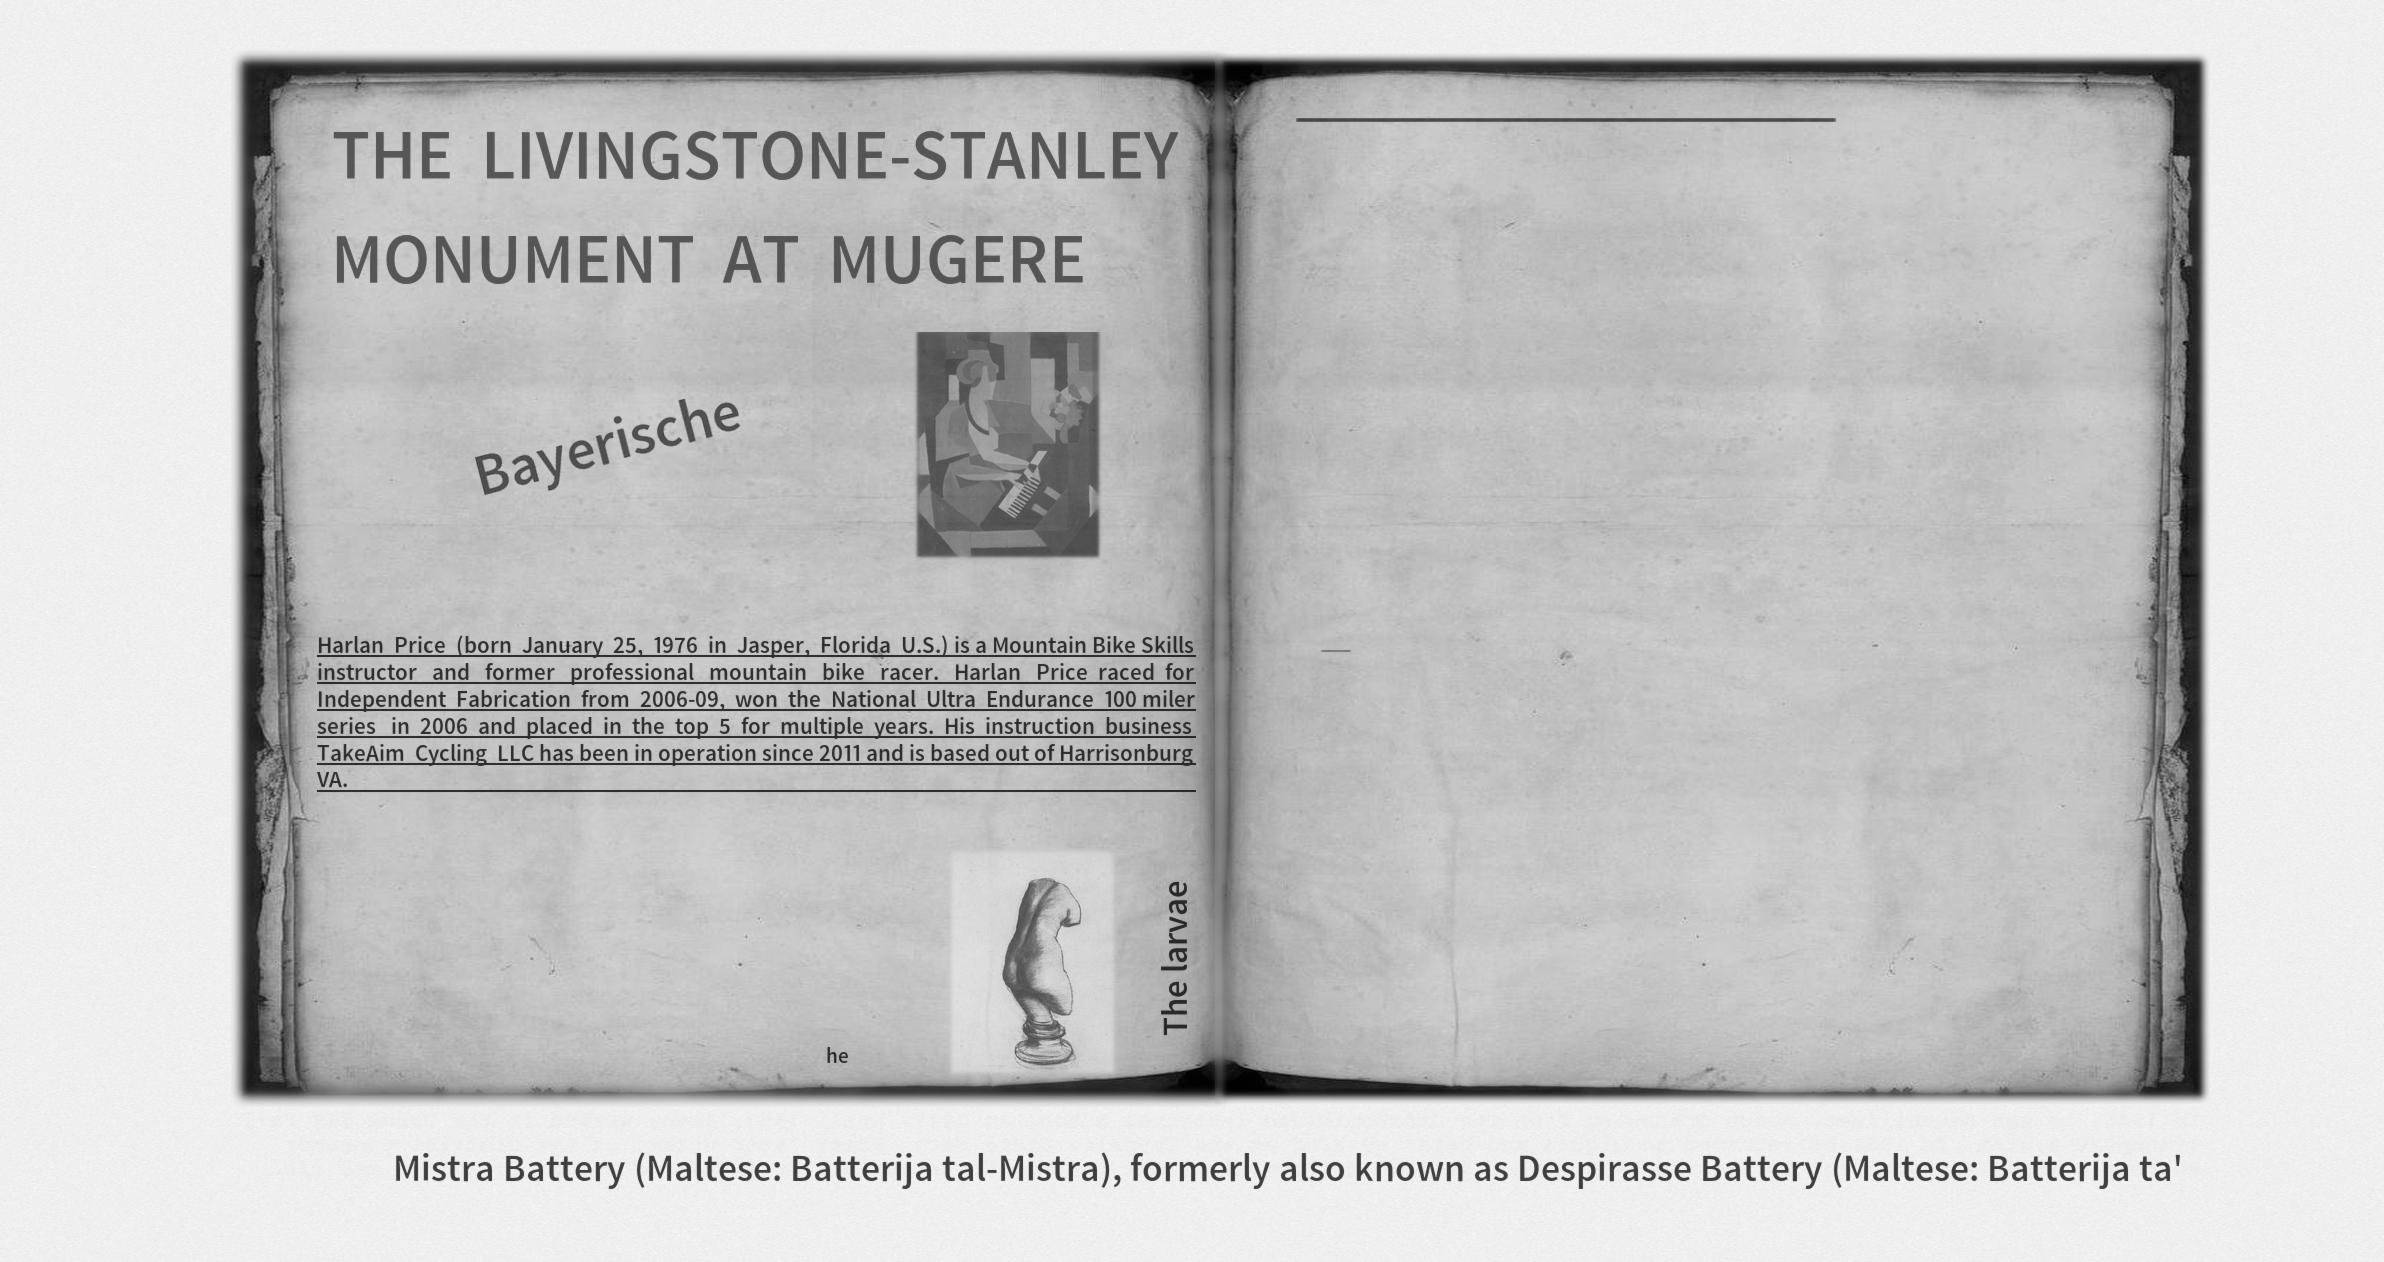 THE LIVINGSTONE-STANLEY
MONUMENT AT MUGERE
Bayerische
Harlan Price (born January 25, 1976 in Jasper, Florida U.S.) is a Mountain Bike Skills
instructor and former professional mountain bike racer. Harlan Price raced for
Independent Fabrication from 2006-09, won the National Ultra Endurance 100 miler
series in 2006 and placed in the top 5 for multiple years. His instruction business
TakeAim Cycling LLC has been in operation since 2011 and is based out of Harrisonburg
VA.
The larvae
he
Mistra Battery (Maltese: Batterija tal-Mistra), formerly also known as Despirasse Battery (Maltese: Batterija ta'